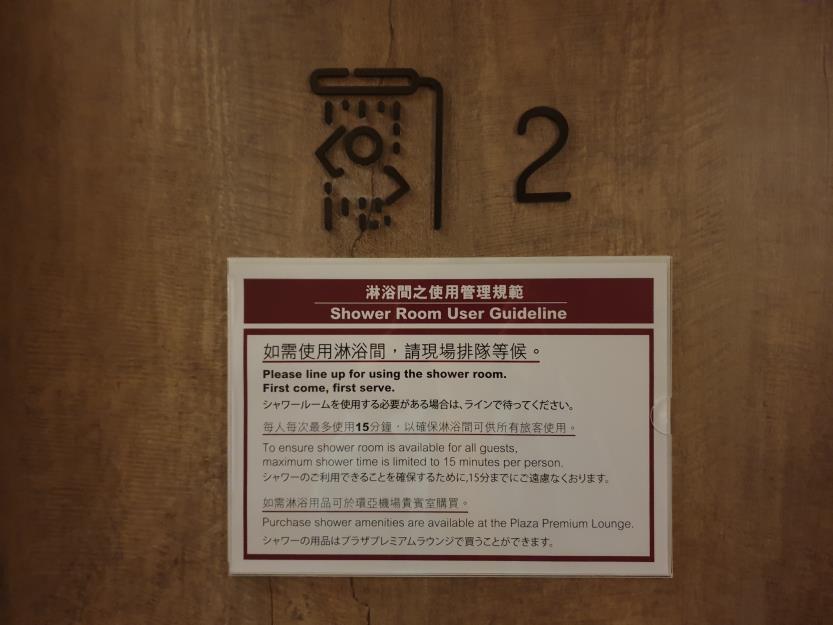 2
淋浴間之使用管理規範
Shower Room User Guideline
如需使用淋浴間，請現場排隊等候。
Please line up for using the shower room.
First come, first serve.
シャワールームを使用する必要がある場合は、ラインで待ってください。
每人每次最多使用15分鐘，以確保淋浴間可供所有旅客使用。
To ensure shower room is available for all guests,
maximum shower time is limited to 15 minutes per person.
シャワーのご利用できることを確保するために,15分までにご遠慮なくおります。
如需淋浴用品可於環亞機場貴賓室購買。
Purchase shower amenities are available at the Plaza Premium Lounge.
シャワーの用品はプラザプレミアムラウンジで買うことができます。